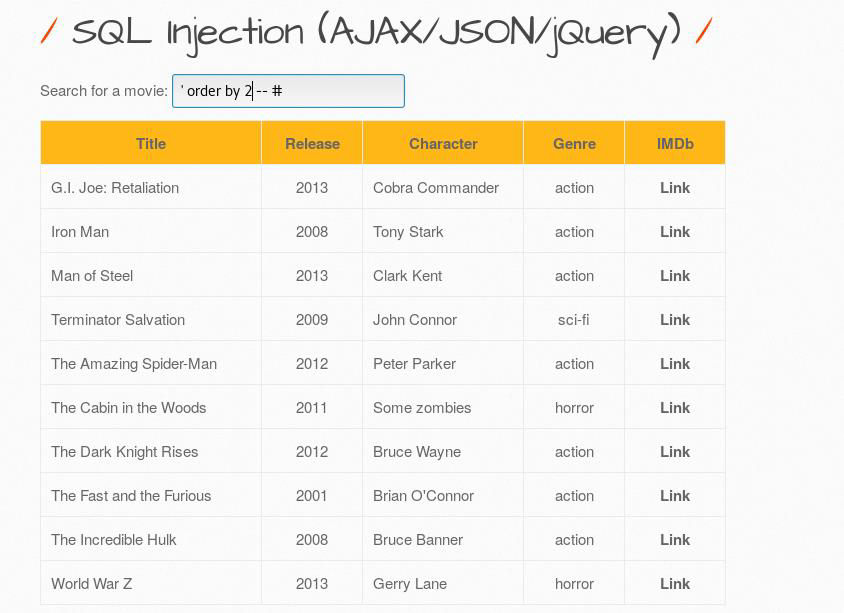 / SQL Injection (AJAX/JSON/jQuery) /
Search for a movie: ' order by 2 -- #
Title Release Character Genre IMDb
G.I. Joe: Retaliation 2013 Cobra Commander action Link
Iron Man 2008 Tony Stark action Link
Man of Steel 2013 Clark Kent action Link
Terminator Salvation 2009 John Connor sci-fi Link
The Amazing Spider-Man 2012 Peter Parker action Link
The Cabin in the Woods 2011 Some zombies horror Link
The Dark Knight Rises 2012 Bruce Wayne action Link
The Fast and the Furious 2001 Brian O'Connor action Link
The Incredible Hulk 2008 Bruce Banner action Link
World War Z 2013 Gerry Lane horror Link